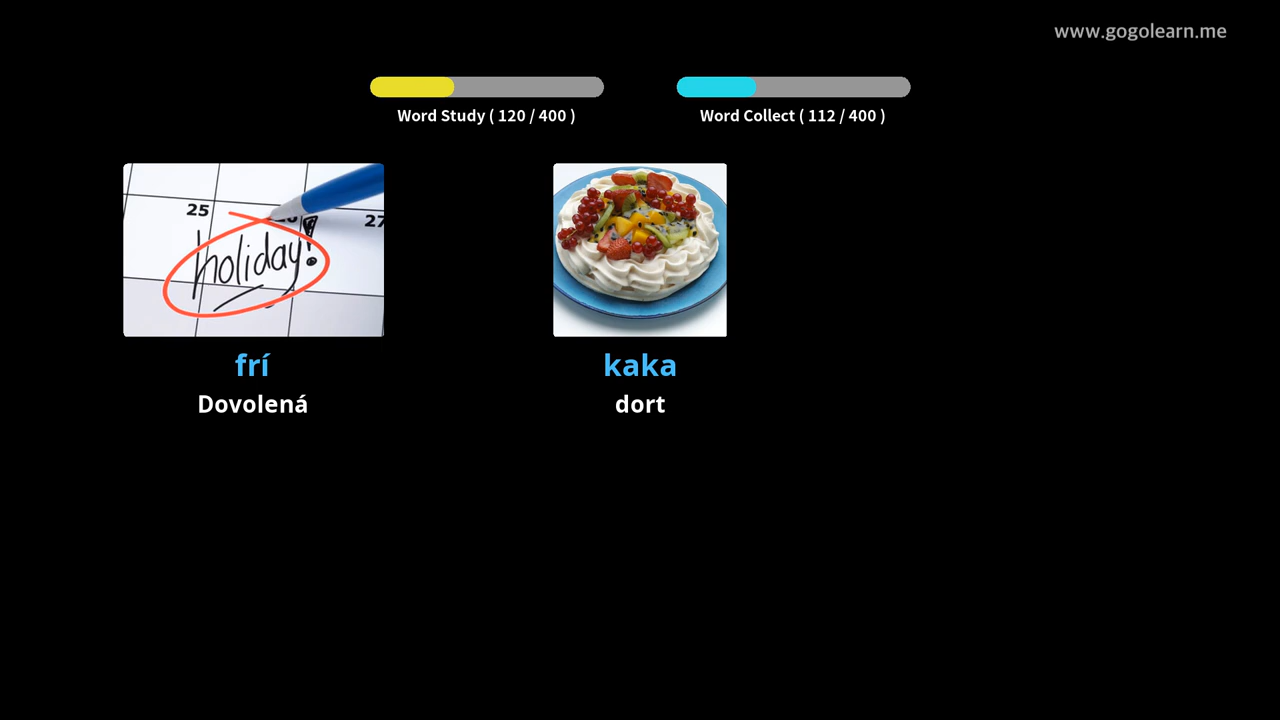 www.gogolearn.me
Word Study ( 120 / 400 )
Word Collect ( 112 / 400 )
25
27
holiday!
frí
kaka
Dovolená
dort